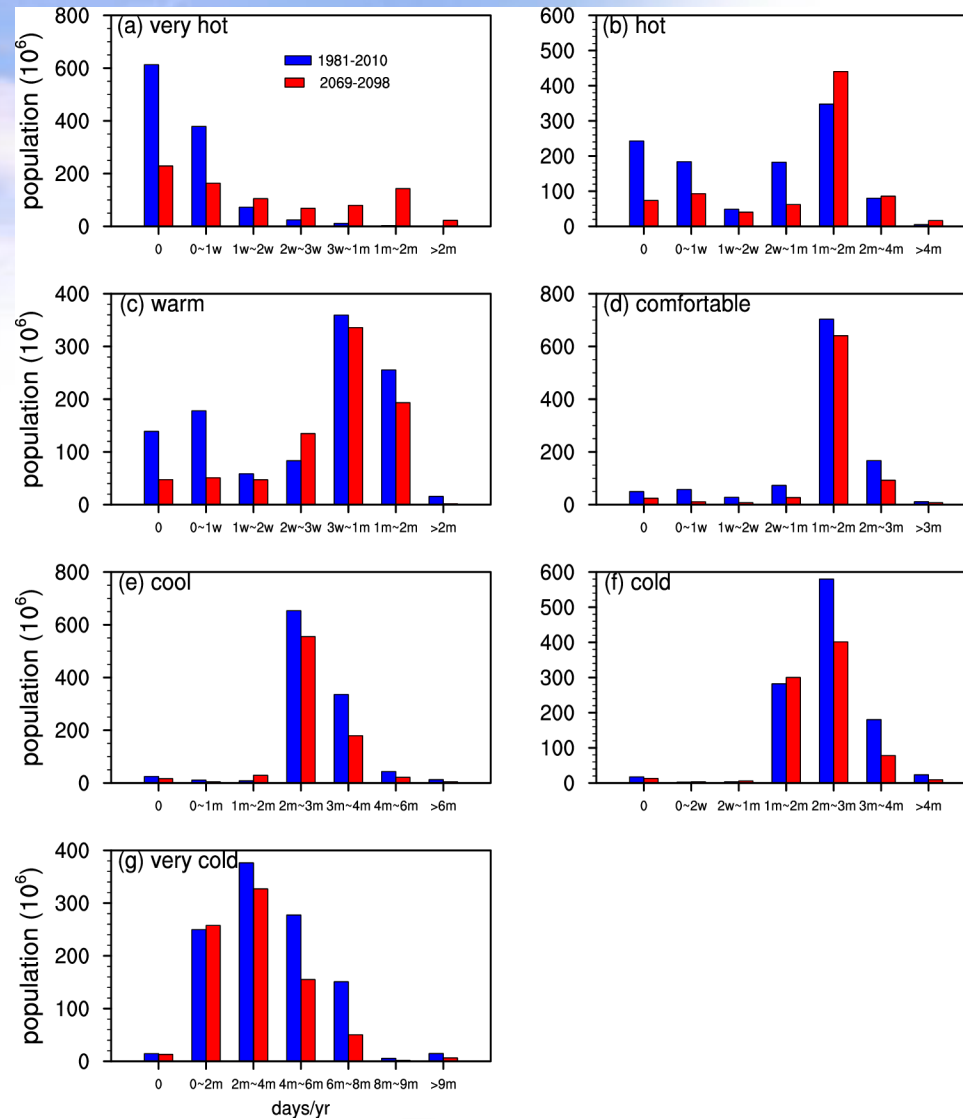 (a) very hot
population (10⁶)
800
600
400
200
0
1981-2010
2069-2098
0 0~1w 1w~2w 2w~3w 3w~1m 1m~2m >2m
(b) hot
600
500
400
300
200
100
0
0 0~1w 1w~2w 2w~1m 1m~2m 2m~4m >4m
(c) warm
population (10⁶)
400
300
200
100
0
0 0~1w 1w~2w 2w~3w 3w~1m 1m~2m >2m
(d) comfortable
800
600
400
200
0
0 0~1w 1w~2w 2w~1m 1m~2m 2m~3m >3m
(e) cool
population (10⁶)
800
600
400
200
0
0 0~1m 1m~2m 2m~3m 3m~4m 4m~6m >6m
(f) cold
600
500
400
300
200
100
0
0 0~2w 2w~1m 1m~2m 2m~3m 3m~4m >4m
(g) very cold
population (10⁶)
400
300
200
100
0
0 0~2m 2m~4m 4m~6m 6m~8m 8m~9m >9m
days/yr